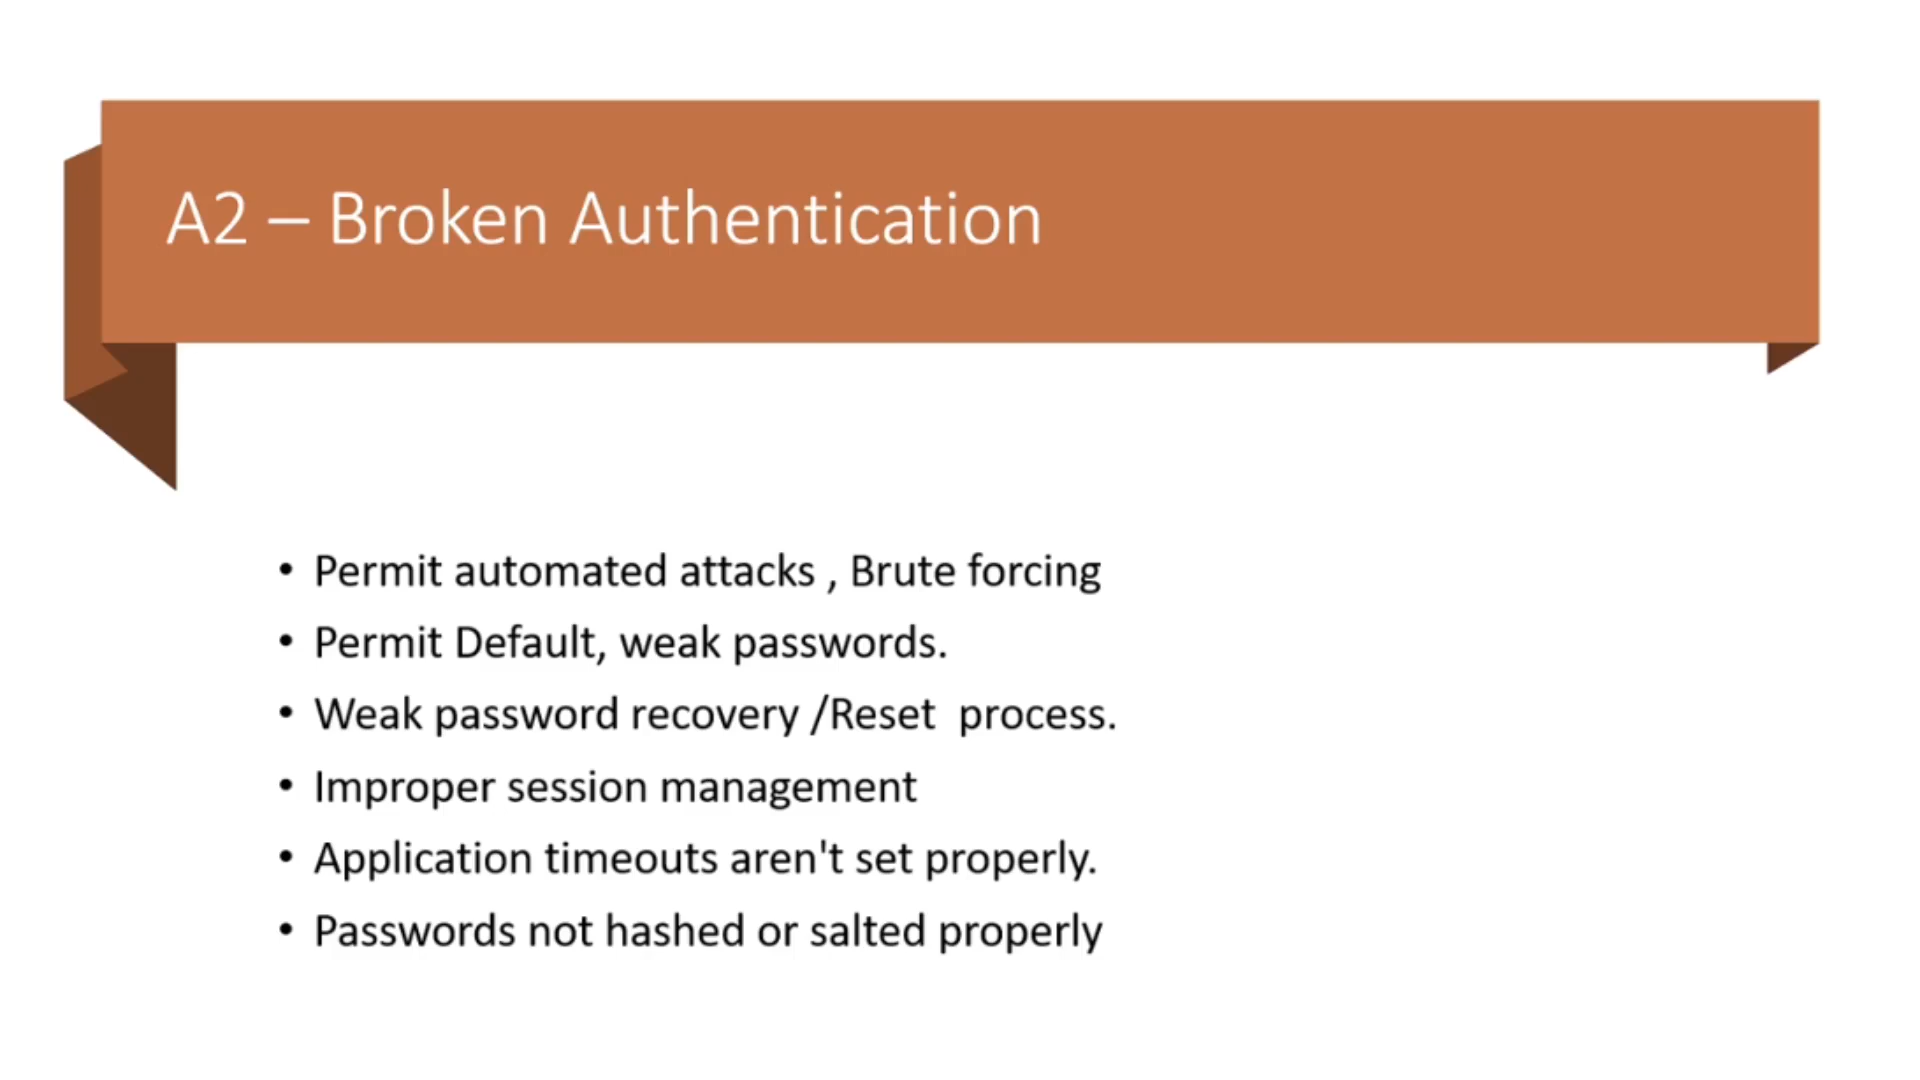 A2 – Broken Authentication
• Permit automated attacks , Brute forcing
• Permit Default, weak passwords.
• Weak password recovery /Reset  process.
• Improper session management
• Application timeouts aren't set properly.
• Passwords not hashed or salted properly